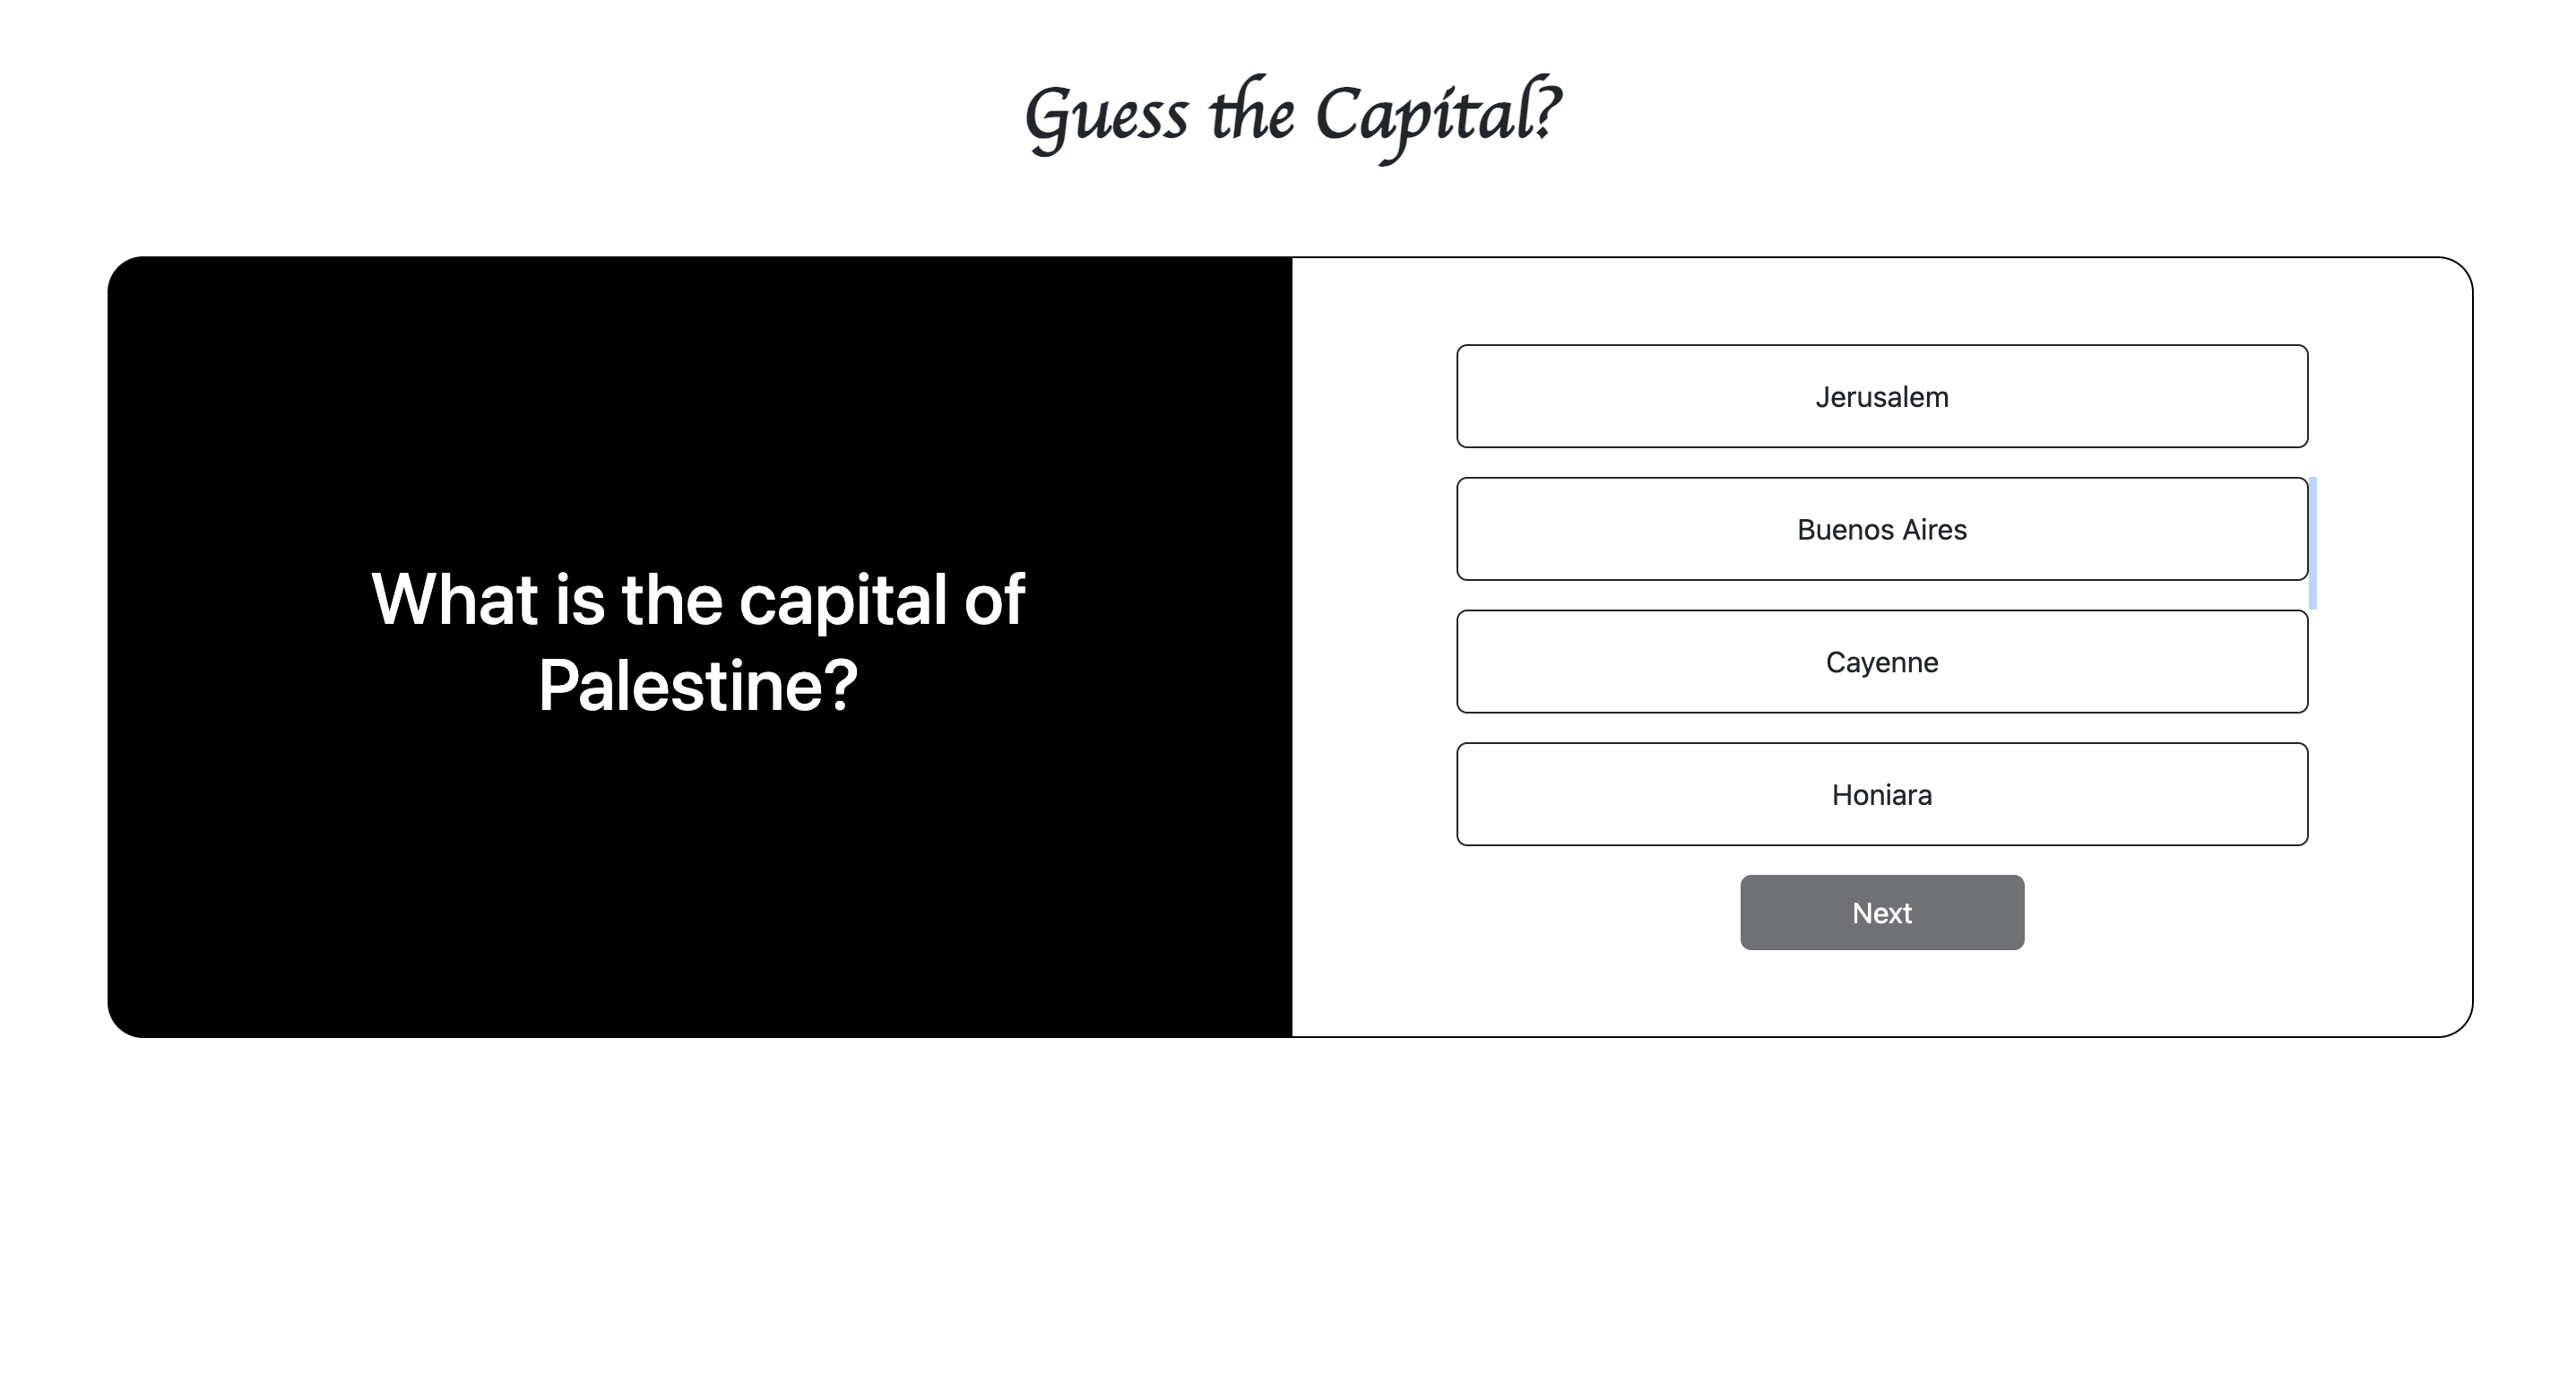 Guess the Capital?
What is the capital of
Palestine?
Jerusalem
Buenos Aires
Cayenne
Honiara
Next